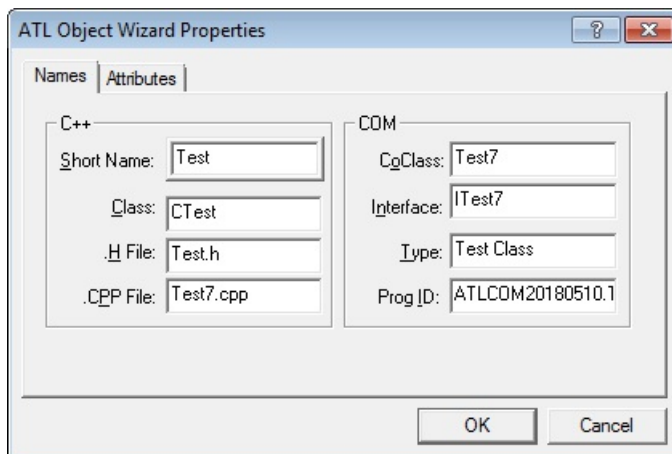 ATL Object Wizard Properties
Names Attributes
C++
Short Name: Test
Class: CTest
.H File: Test.h
.CPP File: Test7.cpp
COM
CoClass: Test7
Interface: ITest7
Type: Test Class
Prog ID: ATLCOM20180510.T
OK Cancel